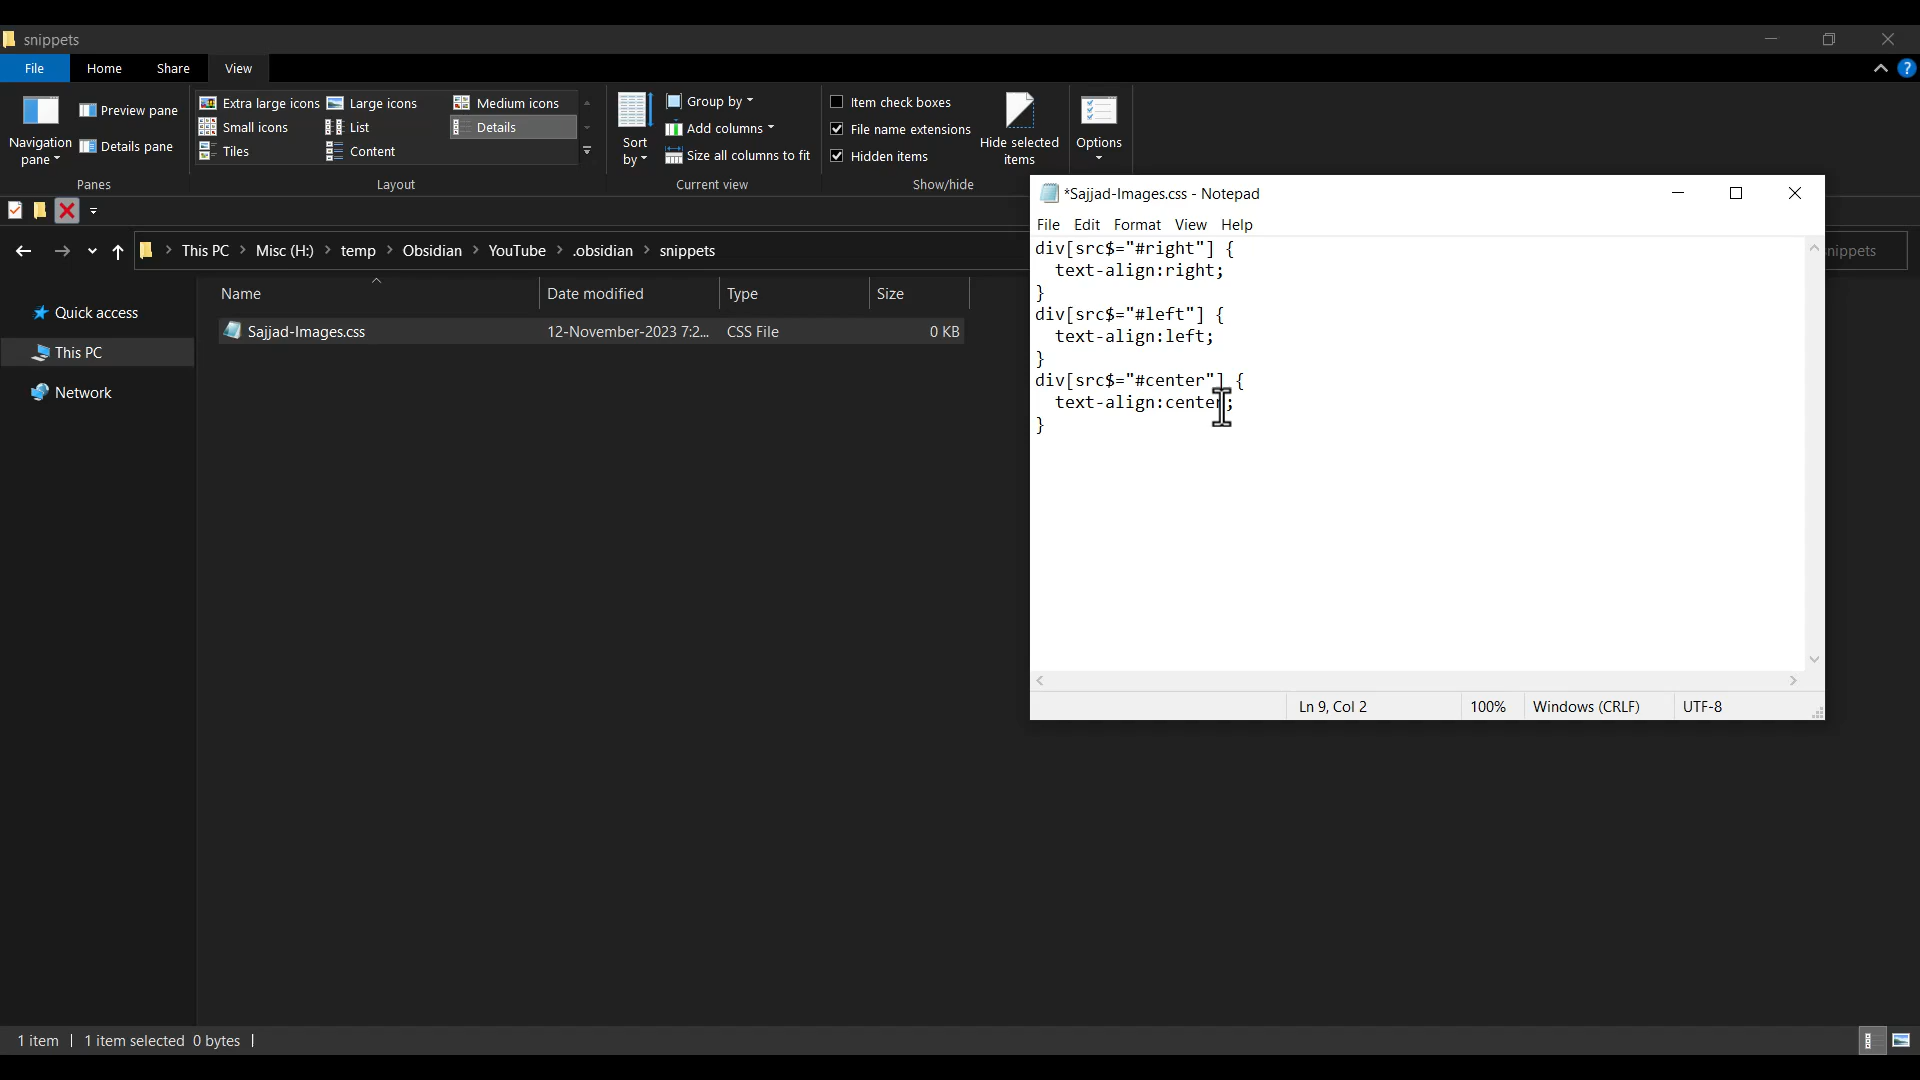 snippets
File Home Share View
Navigation pane
Preview pane
Details pane
Panes
Extra large icons Large icons Medium icons
Small icons List Details
Tiles Content
Layout
Sort by
Group by
Add columns
Size all columns to fit
Current view
Item check boxes
File name extensions
Hidden items
Hide selected items
Show/hide
Options
This PC Misc (H:) temp Obsidian YouTube .obsidian snippets
Name Date modified Type Size
Quick access
This PC
Network
Sajjad-Images.css 12-November-2023 7:2... CSS File 0 KB
*Sajjad-Images.css - Notepad
File Edit Format View Help
div[src$="#right"] {
text-align:right;
}
div[src$="#left"] {
text-align:left;
}
div[src$="#center"] {
text-align:center;
}
Ln 9, Col 2 100% Windows (CRLF) UTF-8
1 item 1 item selected 0 bytes